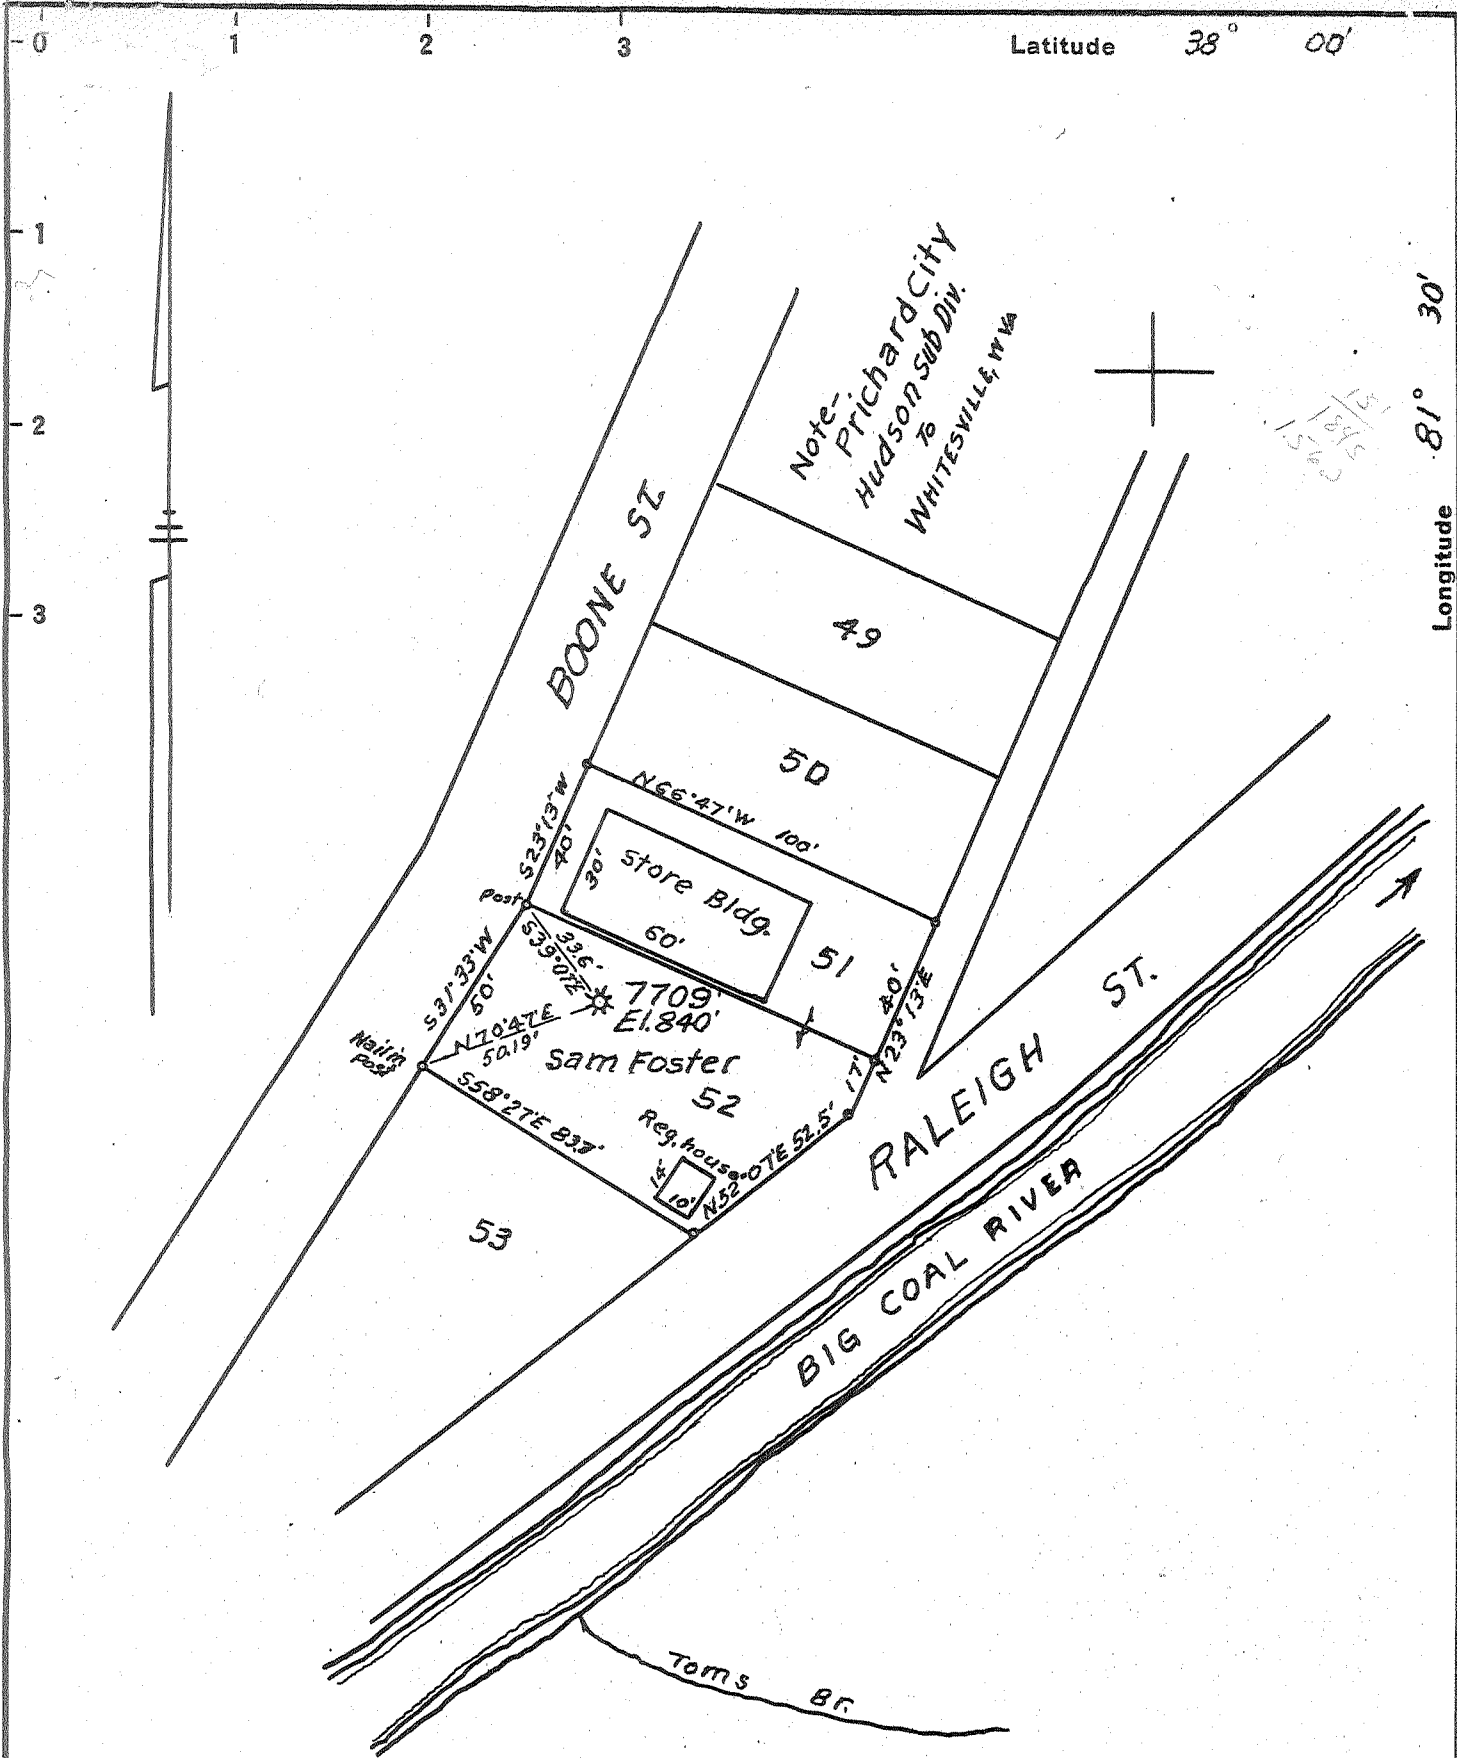 0 1 2 3 Latitude 38° 00'
1
2
3
Longitude 81° 30'
Note-
Prichard City
Hudson Sub Div.
To
WHITESVILLE, W Va
BOONE ST.
49
50
N66°47'W 100'
S23°13'W
40'
Store Bldg.
30'
60'
51
Post
33.6'
S39°07'E
S31°33'W
50'
7709'
El. 840'
40'
N23°13'E
17'
N70°47'E
50.19'
Nail in
Post
Sam Foster
52
S58°27'E 83.7'
Reg. house
14'
10'
N52°07'E 52.5'
53
RALEIGH ST.
BIG COAL RIVER
Toms Br.